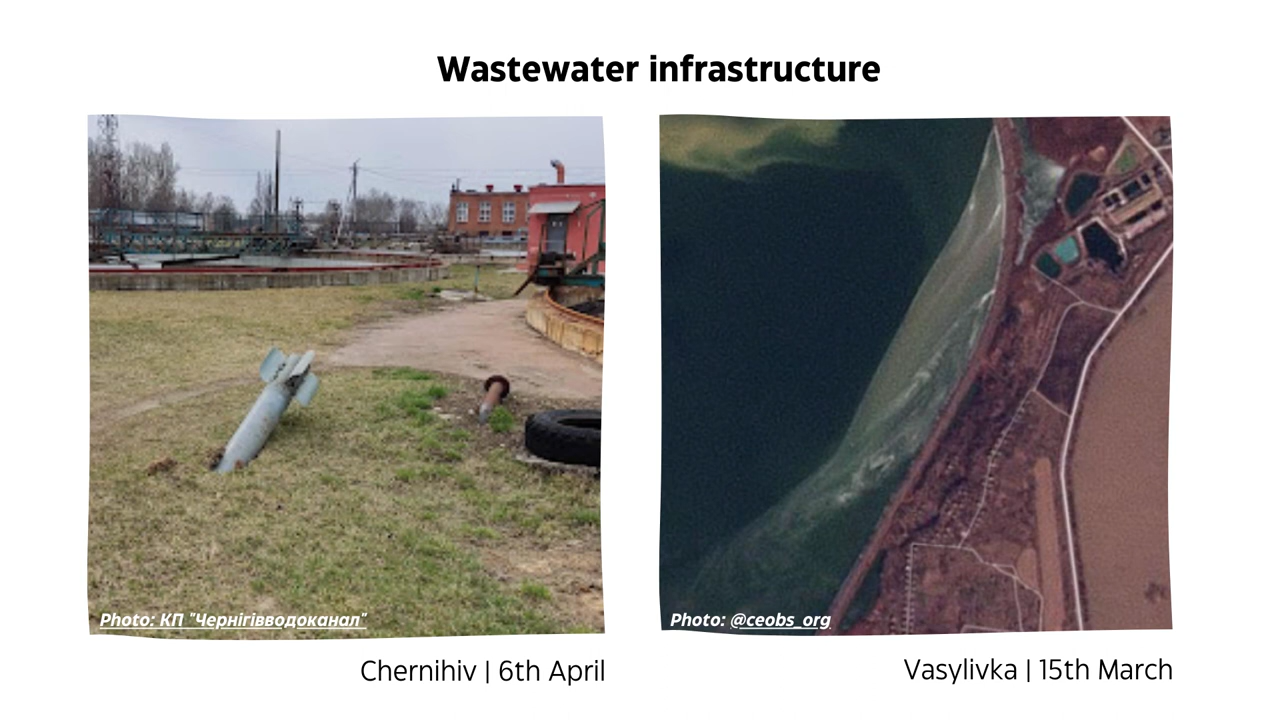 Wastewater infrastructure
Photo: КП "Чернігівводоканал"
Photo: @ceobs_org
Chernihiv | 6th April
Vasylivka | 15th March